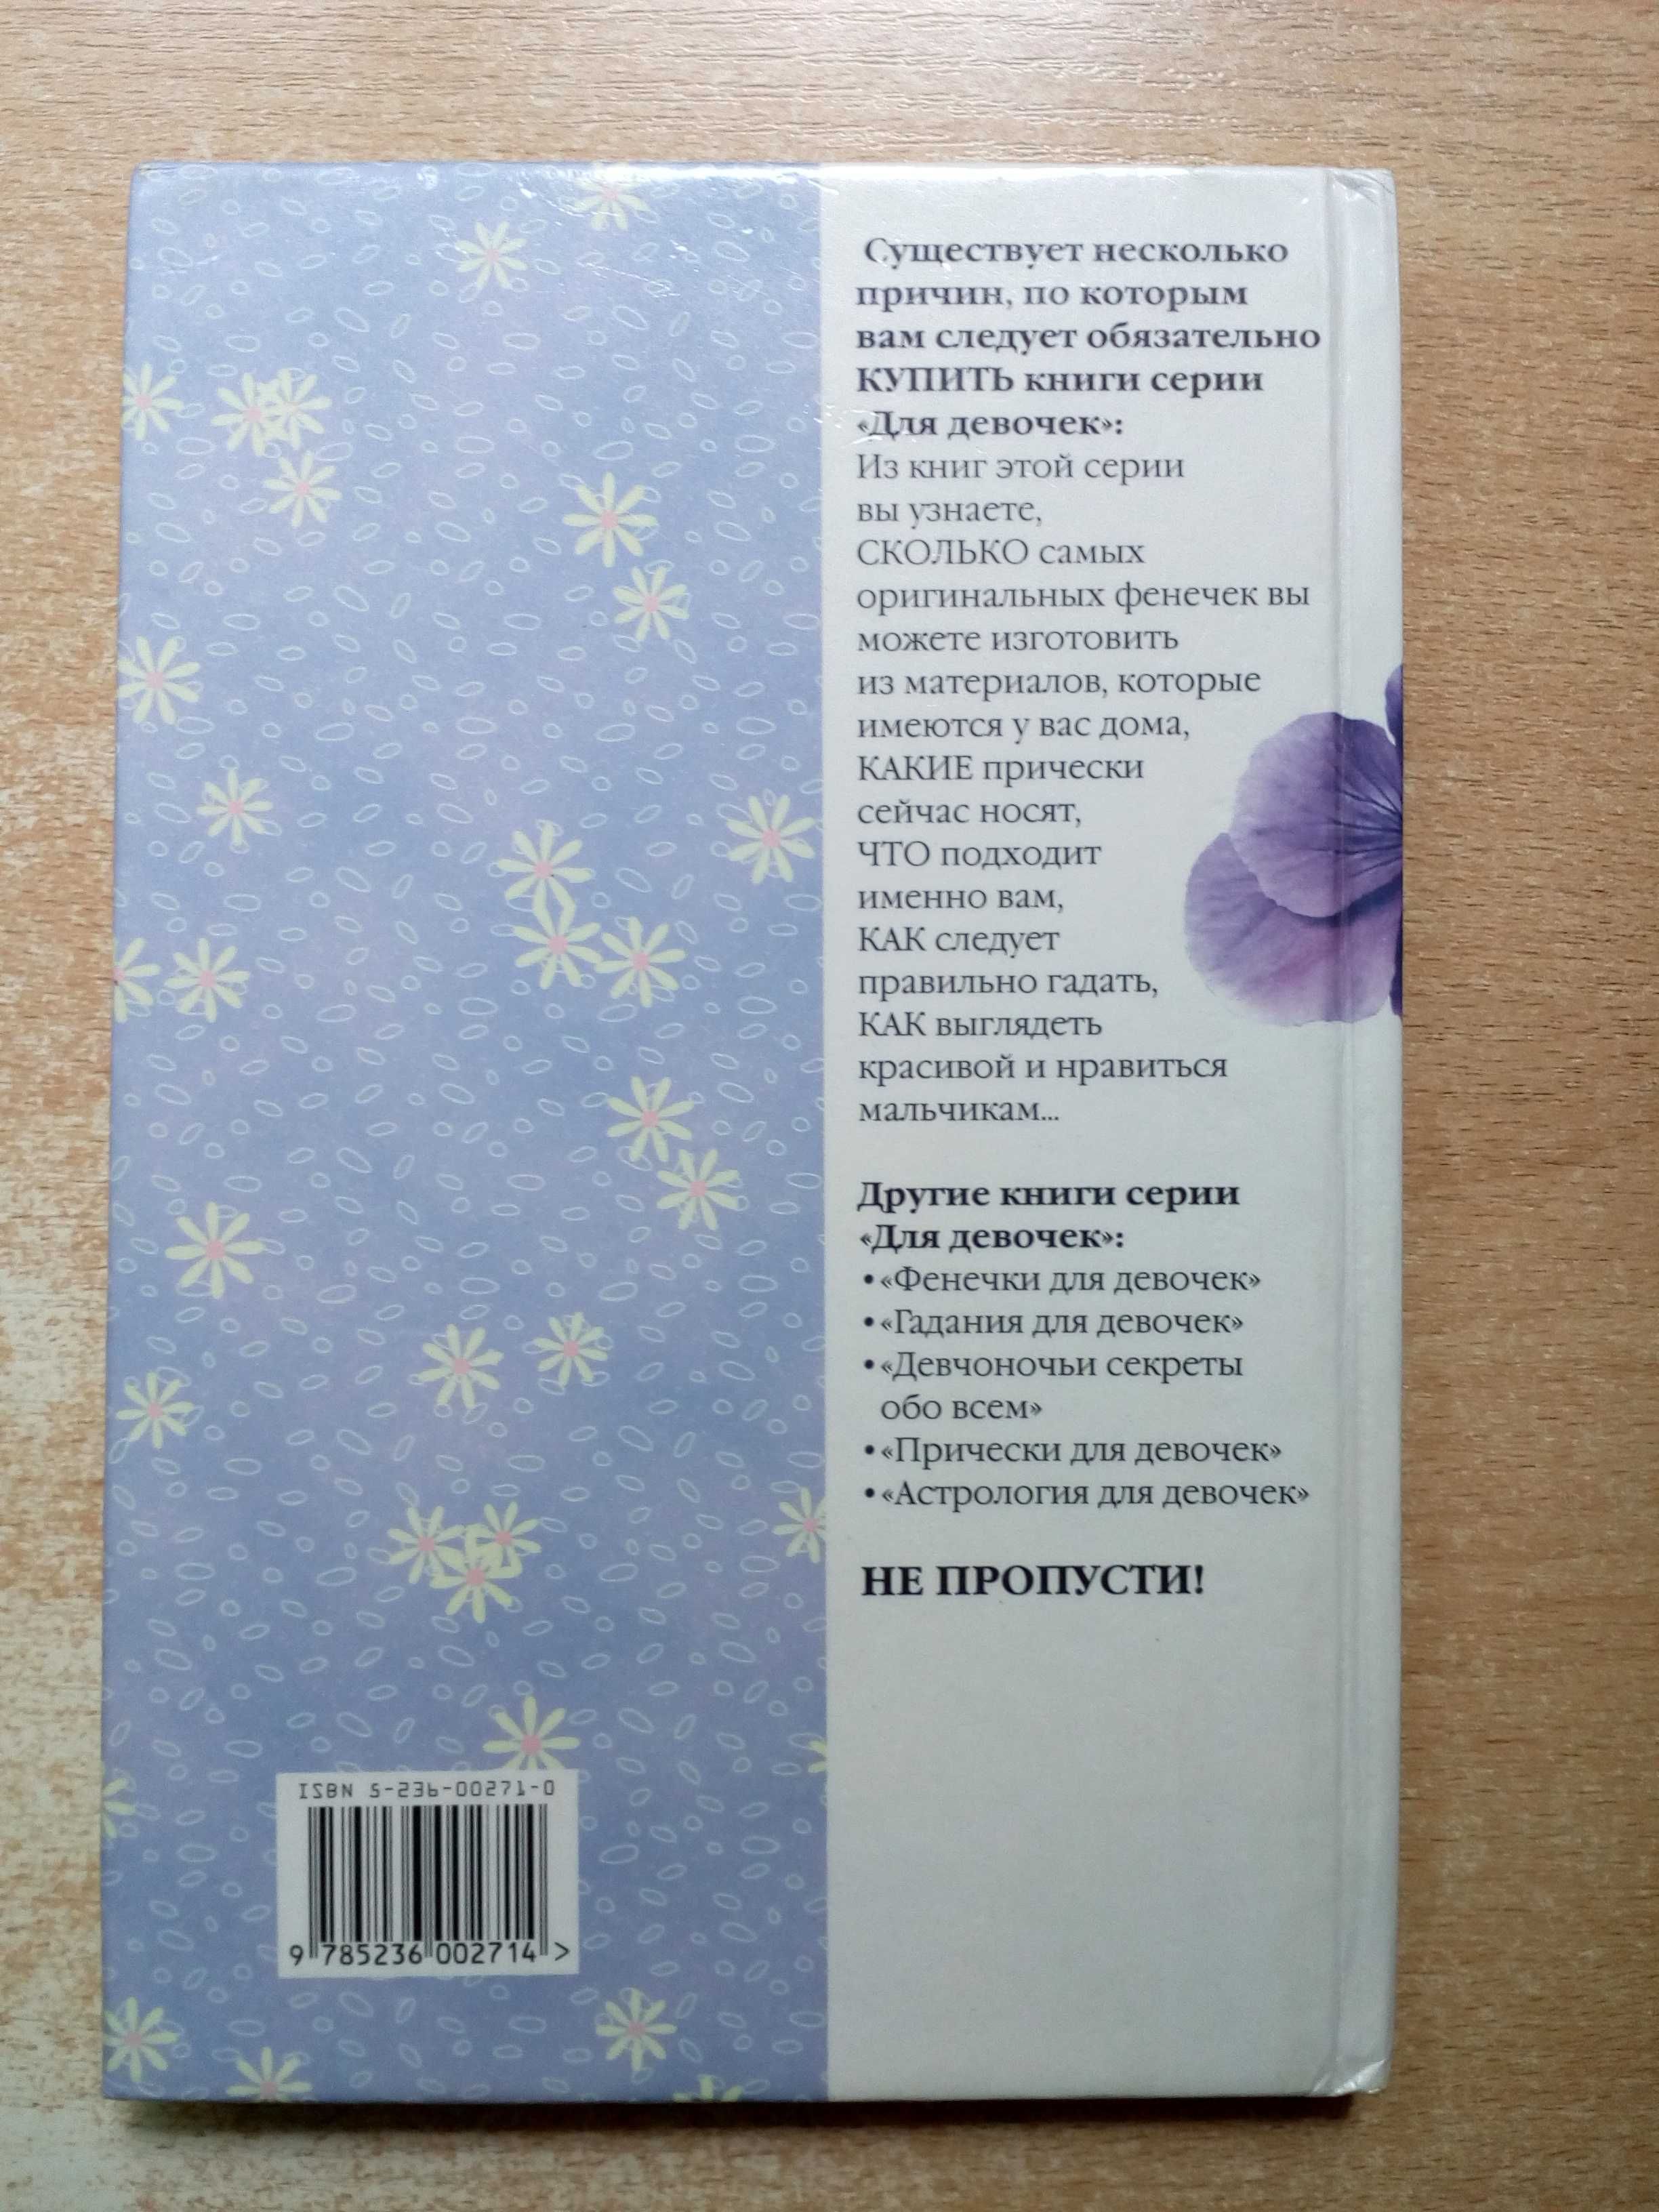 Существует несколько
причин, по которым
вам следует обязательно
КУПИТЬ книги серии
«Для девочек»:
Из книг этой серии
вы узнаете,
СКОЛЬКО самых
оригинальных фенечек вы
можете изготовить
из материалов, которые
имеются у вас дома,
КАКИЕ прически
сейчас носят,
ЧТО подходит
именно вам,
КАК следует
правильно гадать,
КАК выглядеть
красивой и нравиться
мальчикам...
Другие книги серии
«Для девочек»:
•«Фенечки для девочек»
•«Гадания для девочек»
•«Девчоночьи секреты
обо всем»
•«Прически для девочек»
•«Астрология для девочек»
НЕ ПРОПУСТИ!
ISBN 5-236-00271-0
9 785236 002714 >